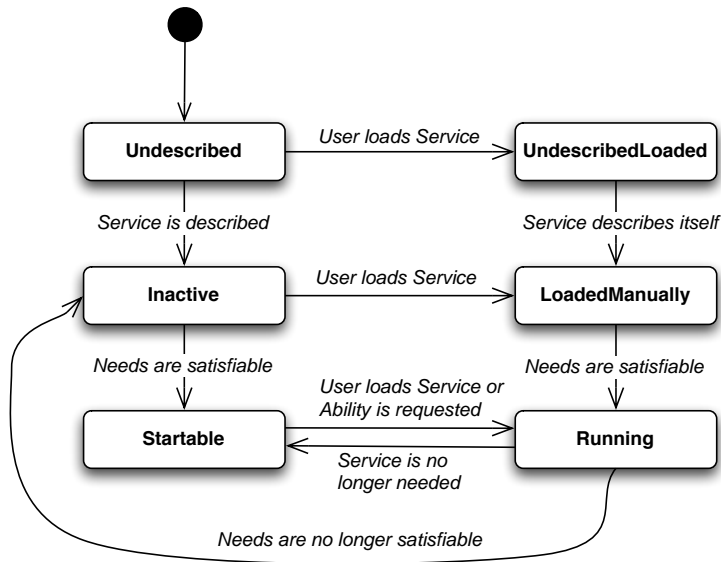 Undescribed
User loads Service
UndescribedLoaded
Service is described
Service describes itself
Inactive
User loads Service
LoadedManually
Needs are satisfiable
Needs are satisfiable
User loads Service or
Ability is requested
Startable
Running
Service is no
longer needed
Needs are no longer satisfiable